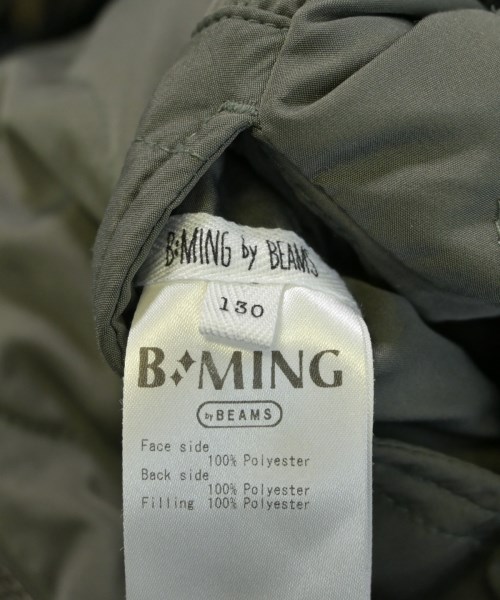 B:MING by BEAMS
130
B:MING
by BEAMS
Face side
100% Polyester
Back side
100% Polyester
Filling 100% Polyester